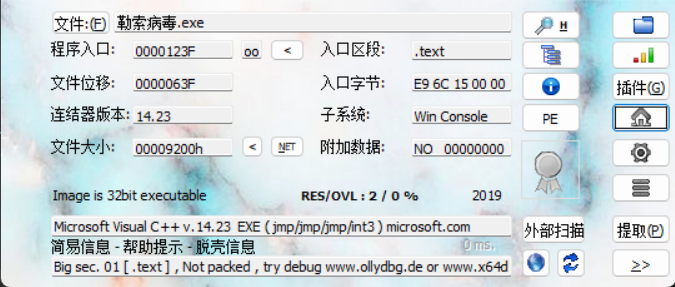 文件:(F) 勒索病毒.exe H
程序入口: 0000123F oo < 入口区段: .text
文件位移: 0000063F 入口字节: E9 6C 15 00 00 插件(G)
连结器版本: 14.23 子系统: Win Console PE
文件大小: 00009200h < NET 附加数据: NO 00000000
Image is 32bit executable RES/OVL : 2 / 0 % 2019
Microsoft Visual C++ v.14.23 EXE ( jmp/jmp/jmp/int3 ) microsoft.com 外部扫描 提取(P)
简易信息 - 帮助提示 - 脱壳信息 0 ms.
Big sec. 01 [ .text ] , Not packed , try debug www.ollydbg.de or www.x64d >>